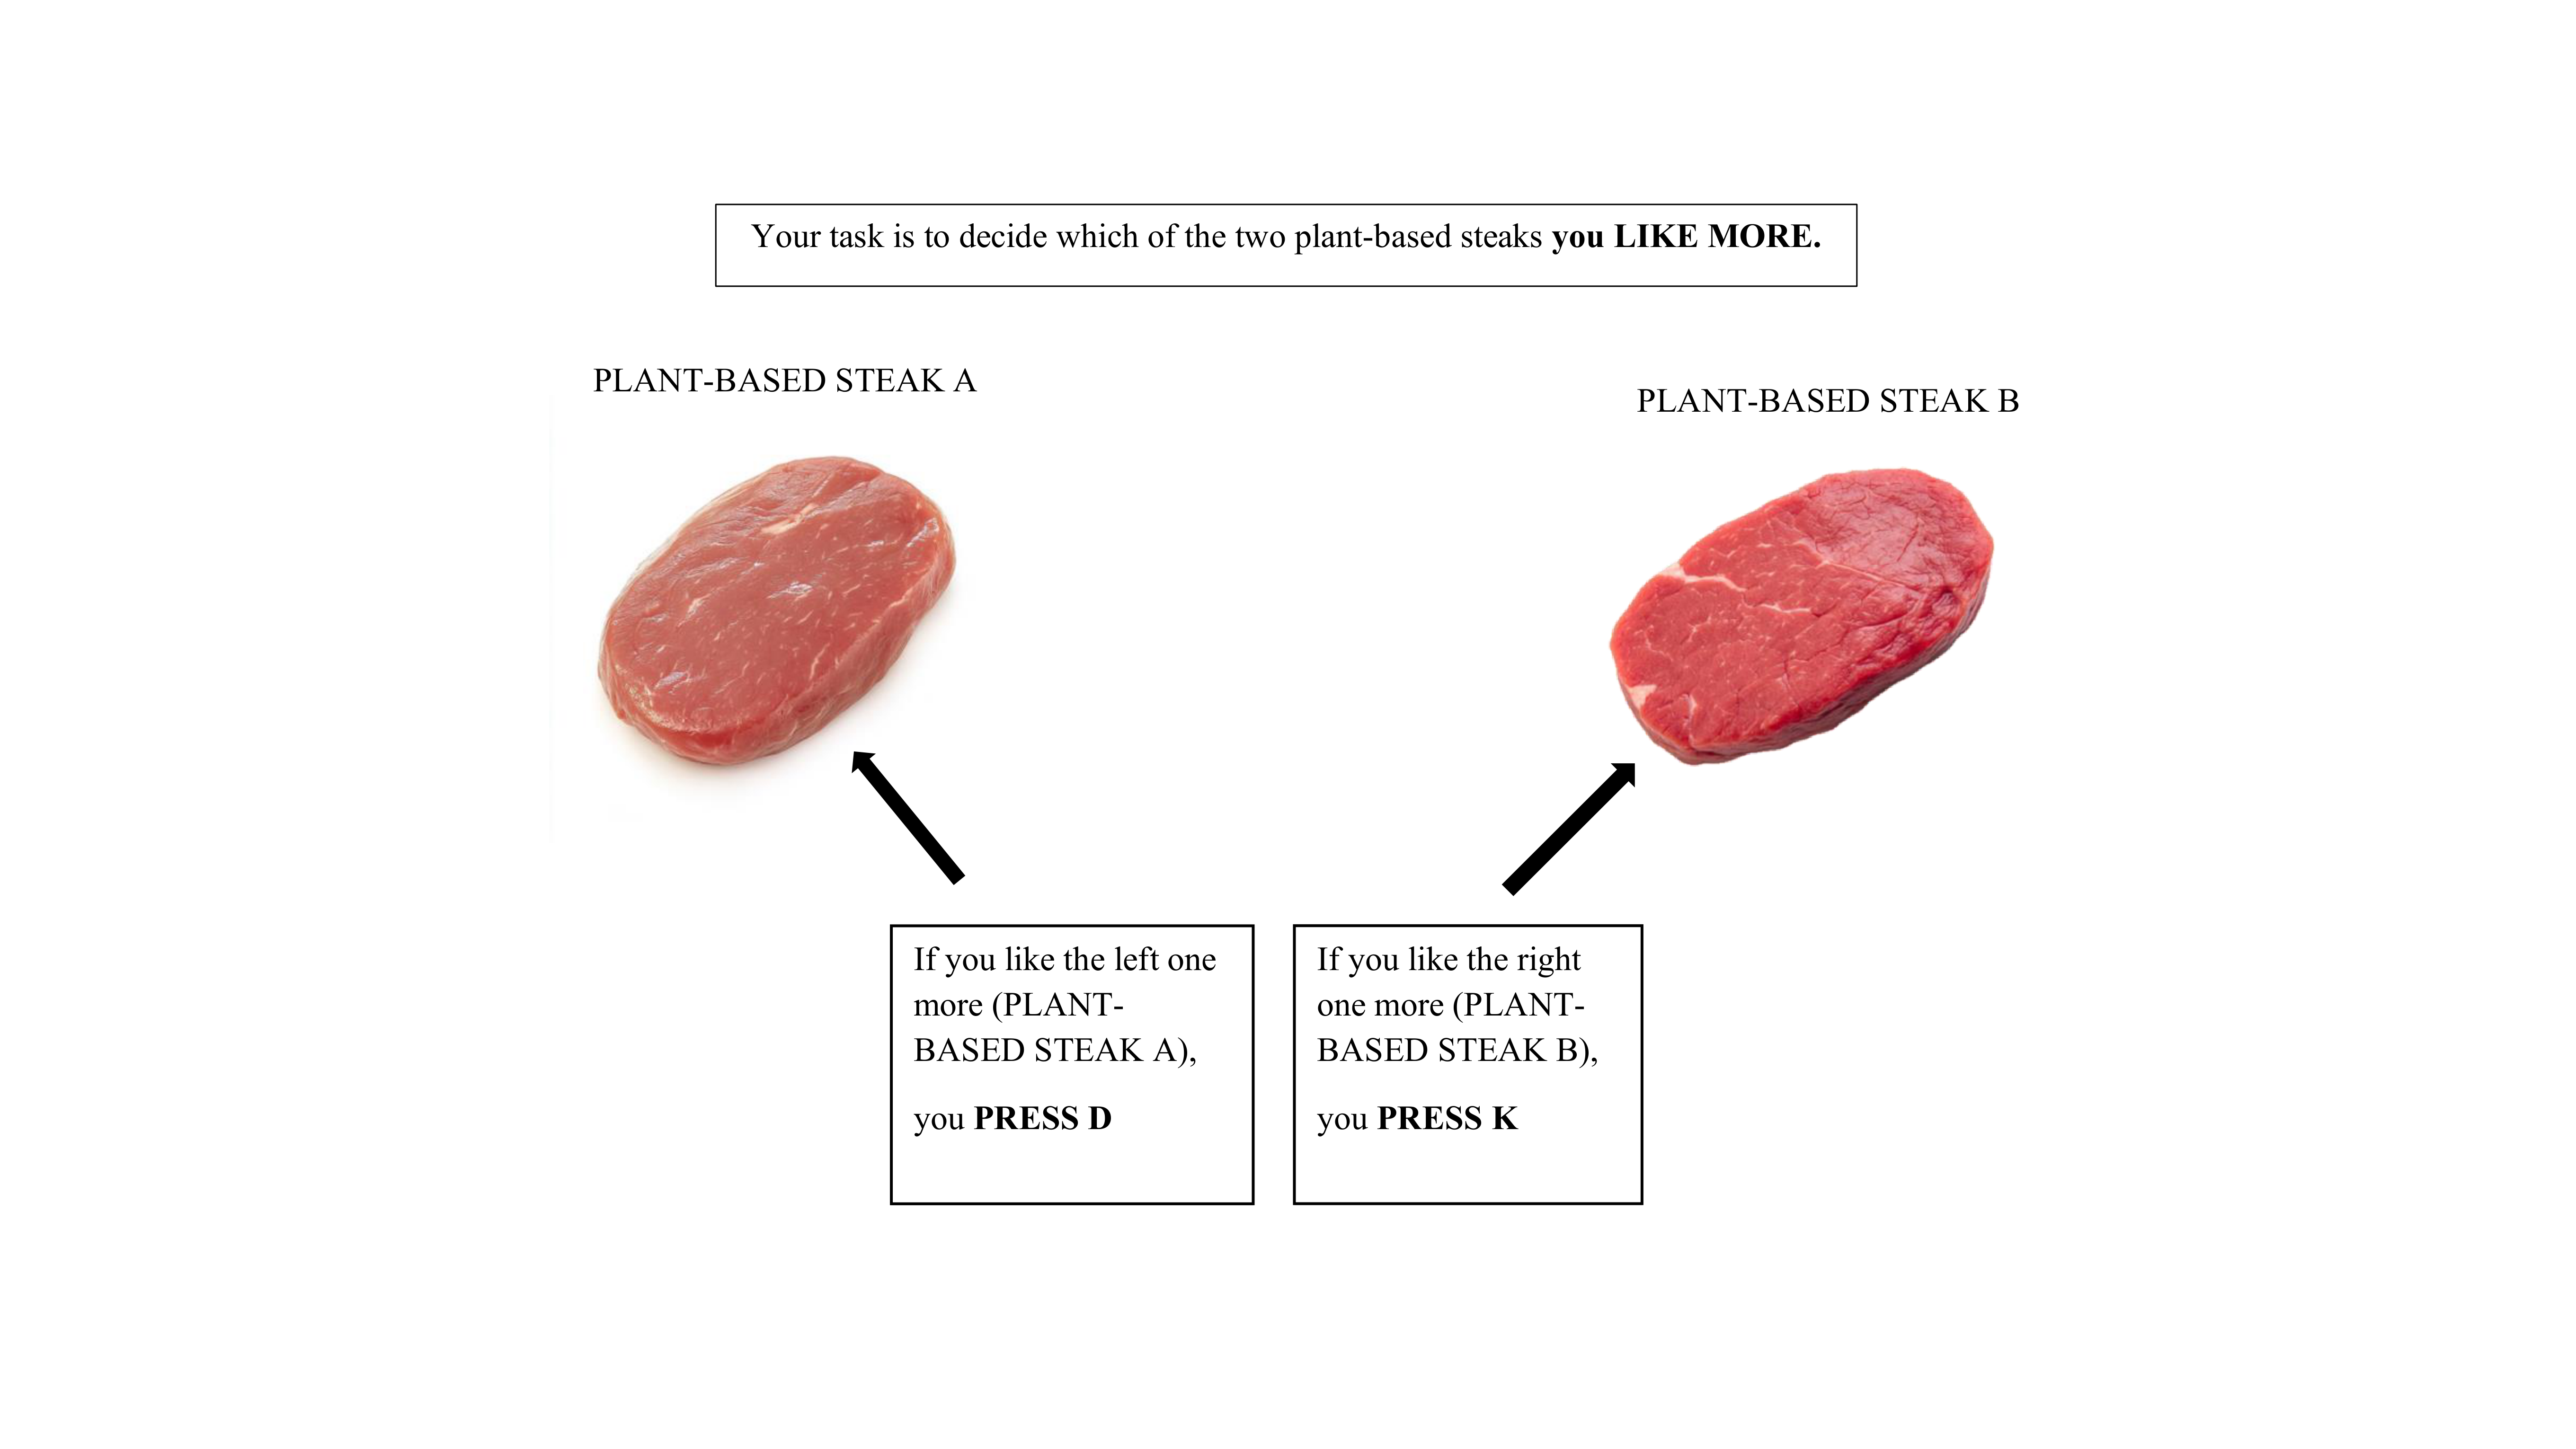 Your task is to decide which of the two plant-based steaks you LIKE MORE.
PLANT-BASED STEAK A
PLANT-BASED STEAK B
If you like the left one
more (PLANT-
BASED STEAK A),
you PRESS D
If you like the right
one more (PLANT-
BASED STEAK B),
you PRESS K